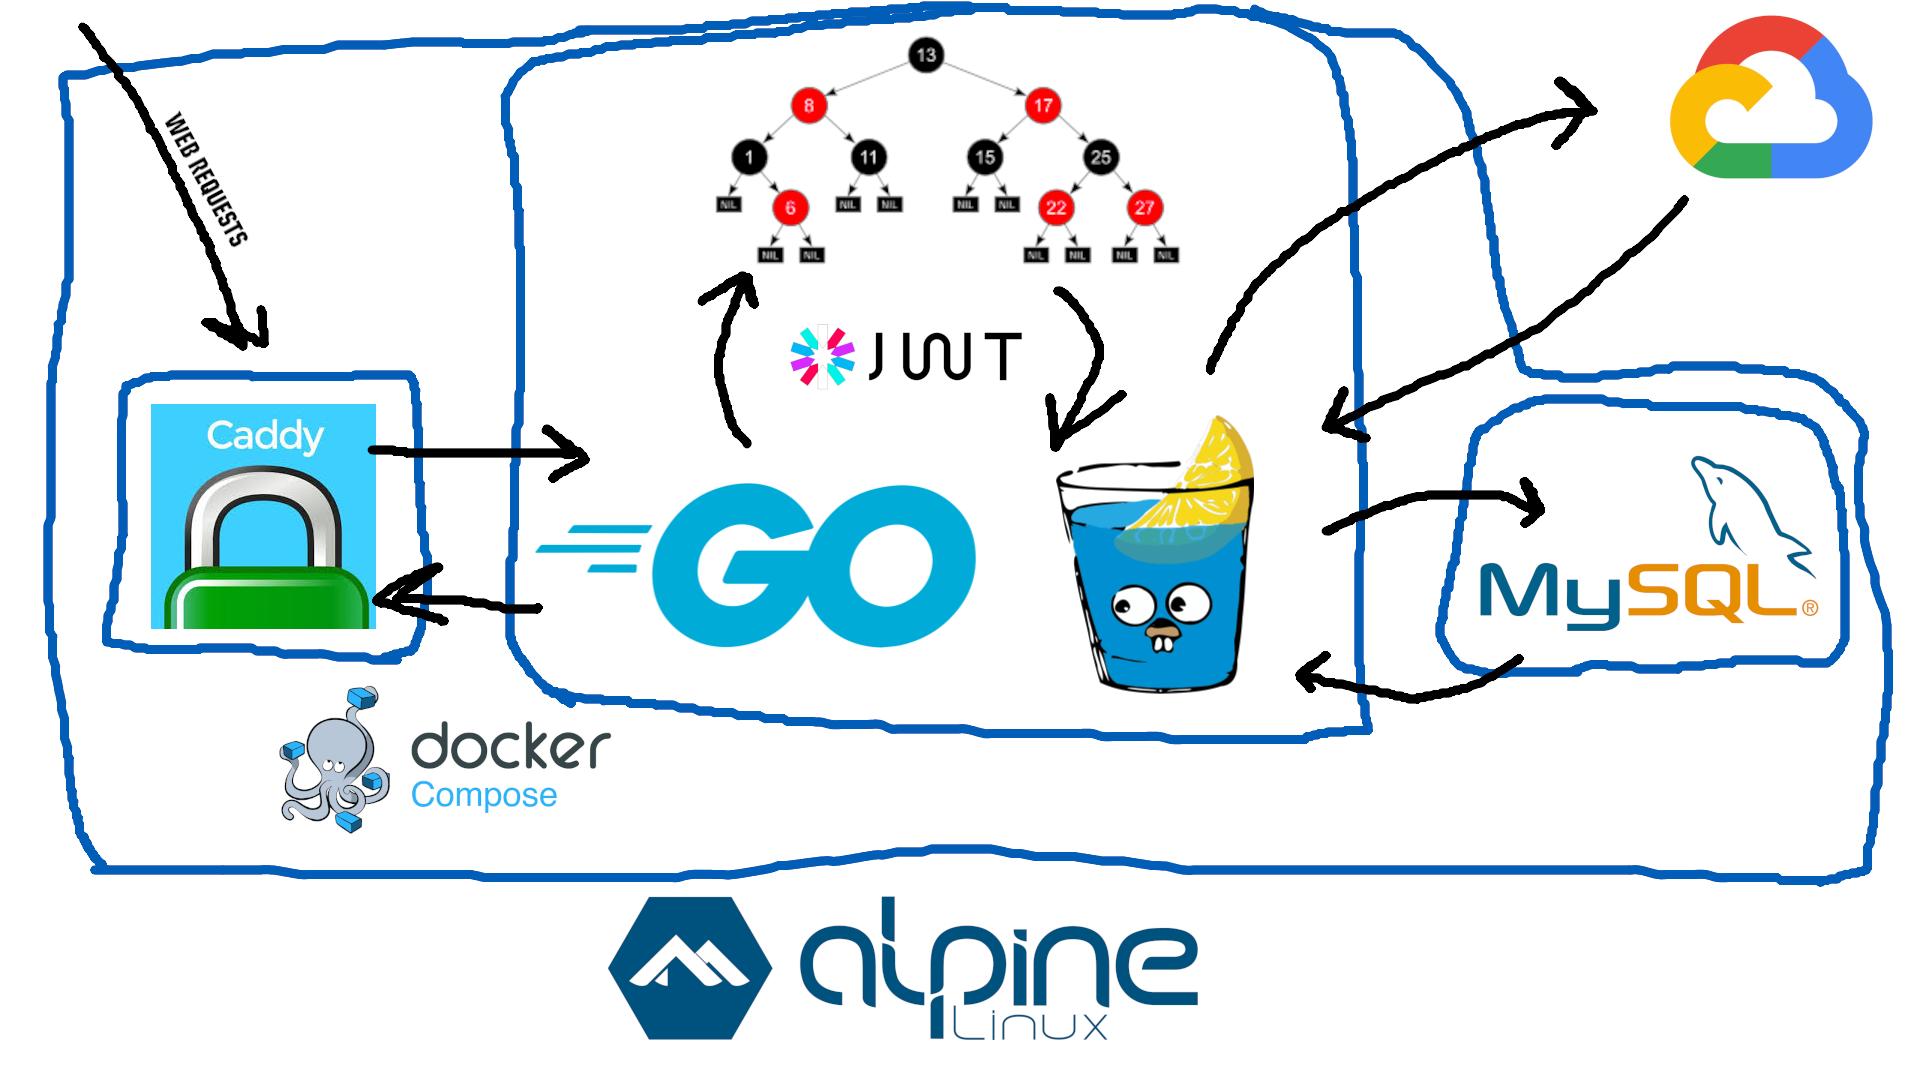 13
8
17
1
11
15
25
NIL
6
NIL
NIL
NIL
NIL
22
27
NIL
NIL
NIL
NIL
NIL
NIL
WEB REQUESTS
JWT
Caddy
GO
MySQL®
docker
Compose
alpine
Linux